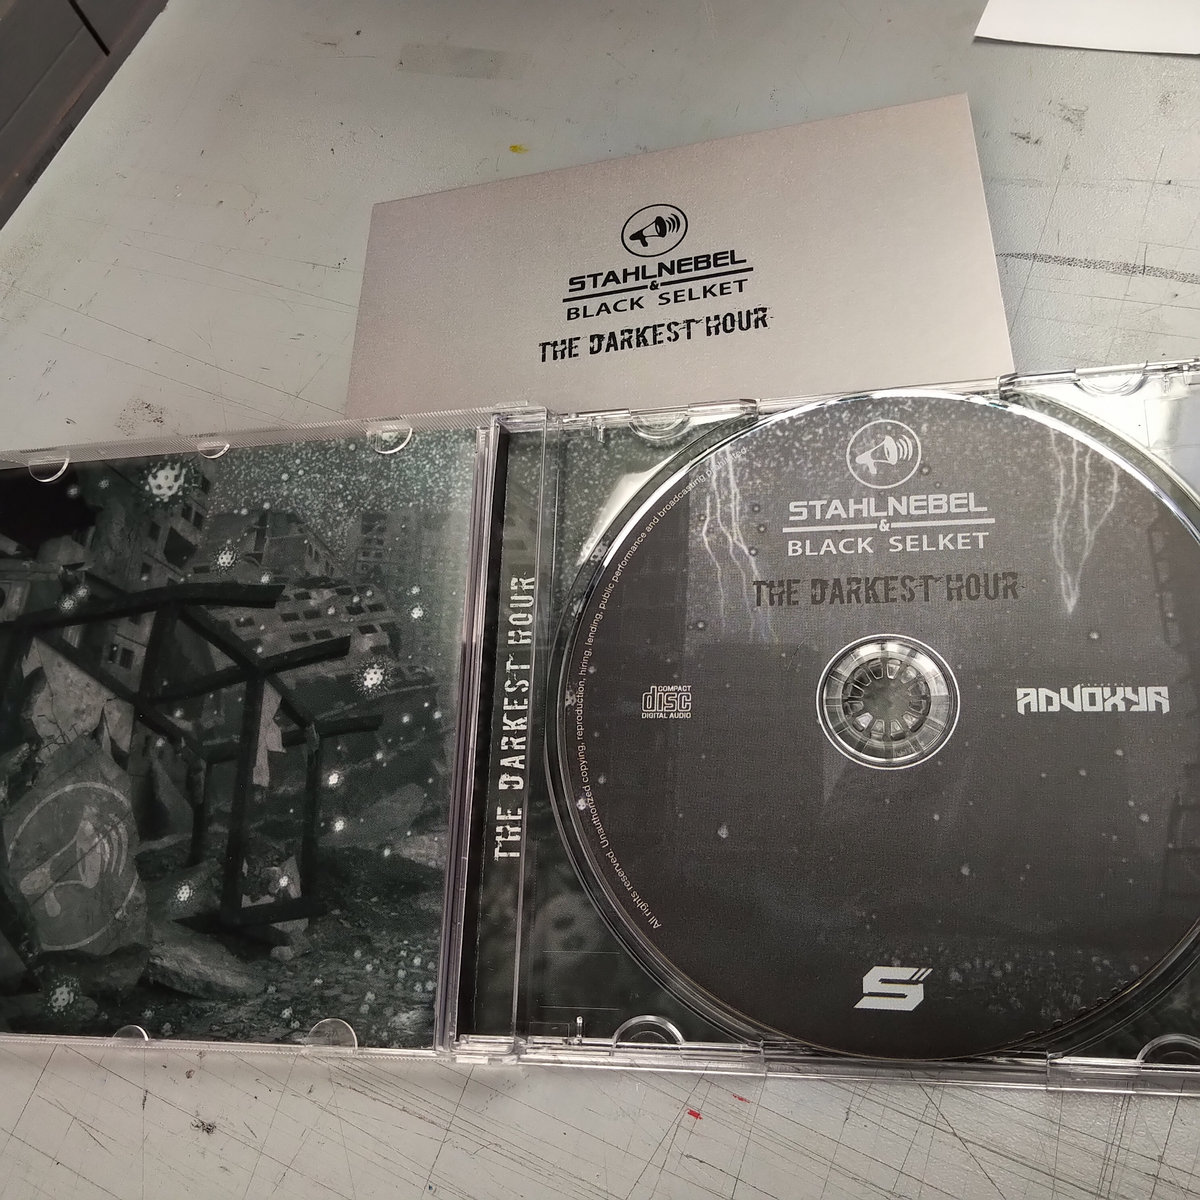 STAHLNEBEL
&
BLACK SELKET
THE DARKEST HOUR
THE DARKEST HOUR
STAHLNEBEL
&
BLACK SELKET
THE DARKEST HOUR
COMPACT
disc
DIGITAL AUDIO
ADVOXYA
All rights reserved. Unauthorized copying, reproduction, hiring, lending, public performance and broadcasting prohibited
S